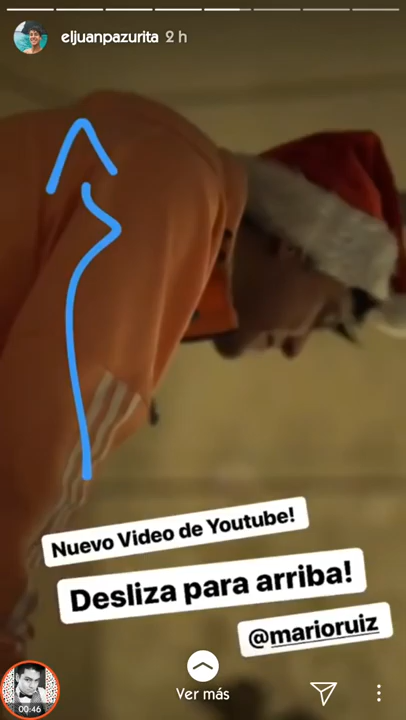 eljuanpazurita 2 h
Nuevo Video de Youtube!
Desliza para arriba!
@marioruiz
Ver más
00:46